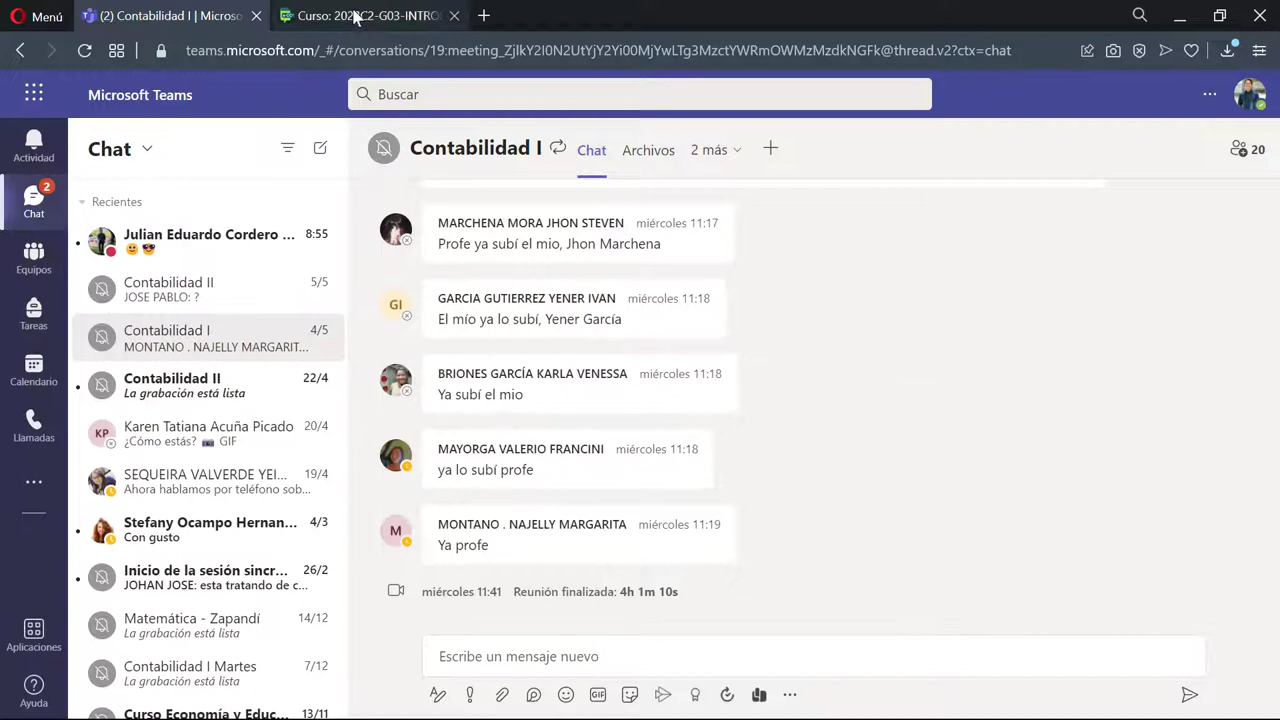 Menú
(2) Contabilidad I | Microso
Curso: 2022C2-G03-INTRO
teams.microsoft.com/_#/conversations/19:meeting_ZjlkY2I0N2UtYjY2Yi00MjYwLTg3MzctYWRmOWMzMzdkNGFk@thread.v2?ctx=chat
Microsoft Teams
Buscar
Actividad
2
Chat
Equipos
Tareas
Calendario
Llamadas
Aplicaciones
Ayuda
Chat
Recientes
Julian Eduardo Cordero ... 8:55
Contabilidad II 5/5
JOSE PABLO: ?
Contabilidad I 4/5
MONTANO . NAJELLY MARGARIT...
Contabilidad II 22/4
La grabación está lista
KP
Karen Tatiana Acuña Picado 20/4
¿Cómo estás? GIF
SEQUEIRA VALVERDE YEI... 19/4
Ahora hablamos por teléfono sob...
Stefany Ocampo Hernan... 4/3
Con gusto
Inicio de la sesión sincr... 26/2
JOHAN JOSE: esta tratando de c...
Matemática - Zapandí 14/12
La grabación está lista
Contabilidad I Martes 7/12
La grabación está lista
Curso Economía y Educ... 13/11
Contabilidad I
Chat
Archivos
2 más
20
MARCHENA MORA JHON STEVEN miércoles 11:17
Profe ya subí el mio, Jhon Marchena
GI
GARCIA GUTIERREZ YENER IVAN miércoles 11:18
El mío ya lo subí, Yener García
BRIONES GARCÍA KARLA VENESSA miércoles 11:18
Ya subí el mio
MAYORGA VALERIO FRANCINI miércoles 11:18
ya lo subí profe
M
MONTANO . NAJELLY MARGARITA miércoles 11:19
Ya profe
miércoles 11:41 Reunión finalizada: 4h 1m 10s
Escribe un mensaje nuevo
GIF